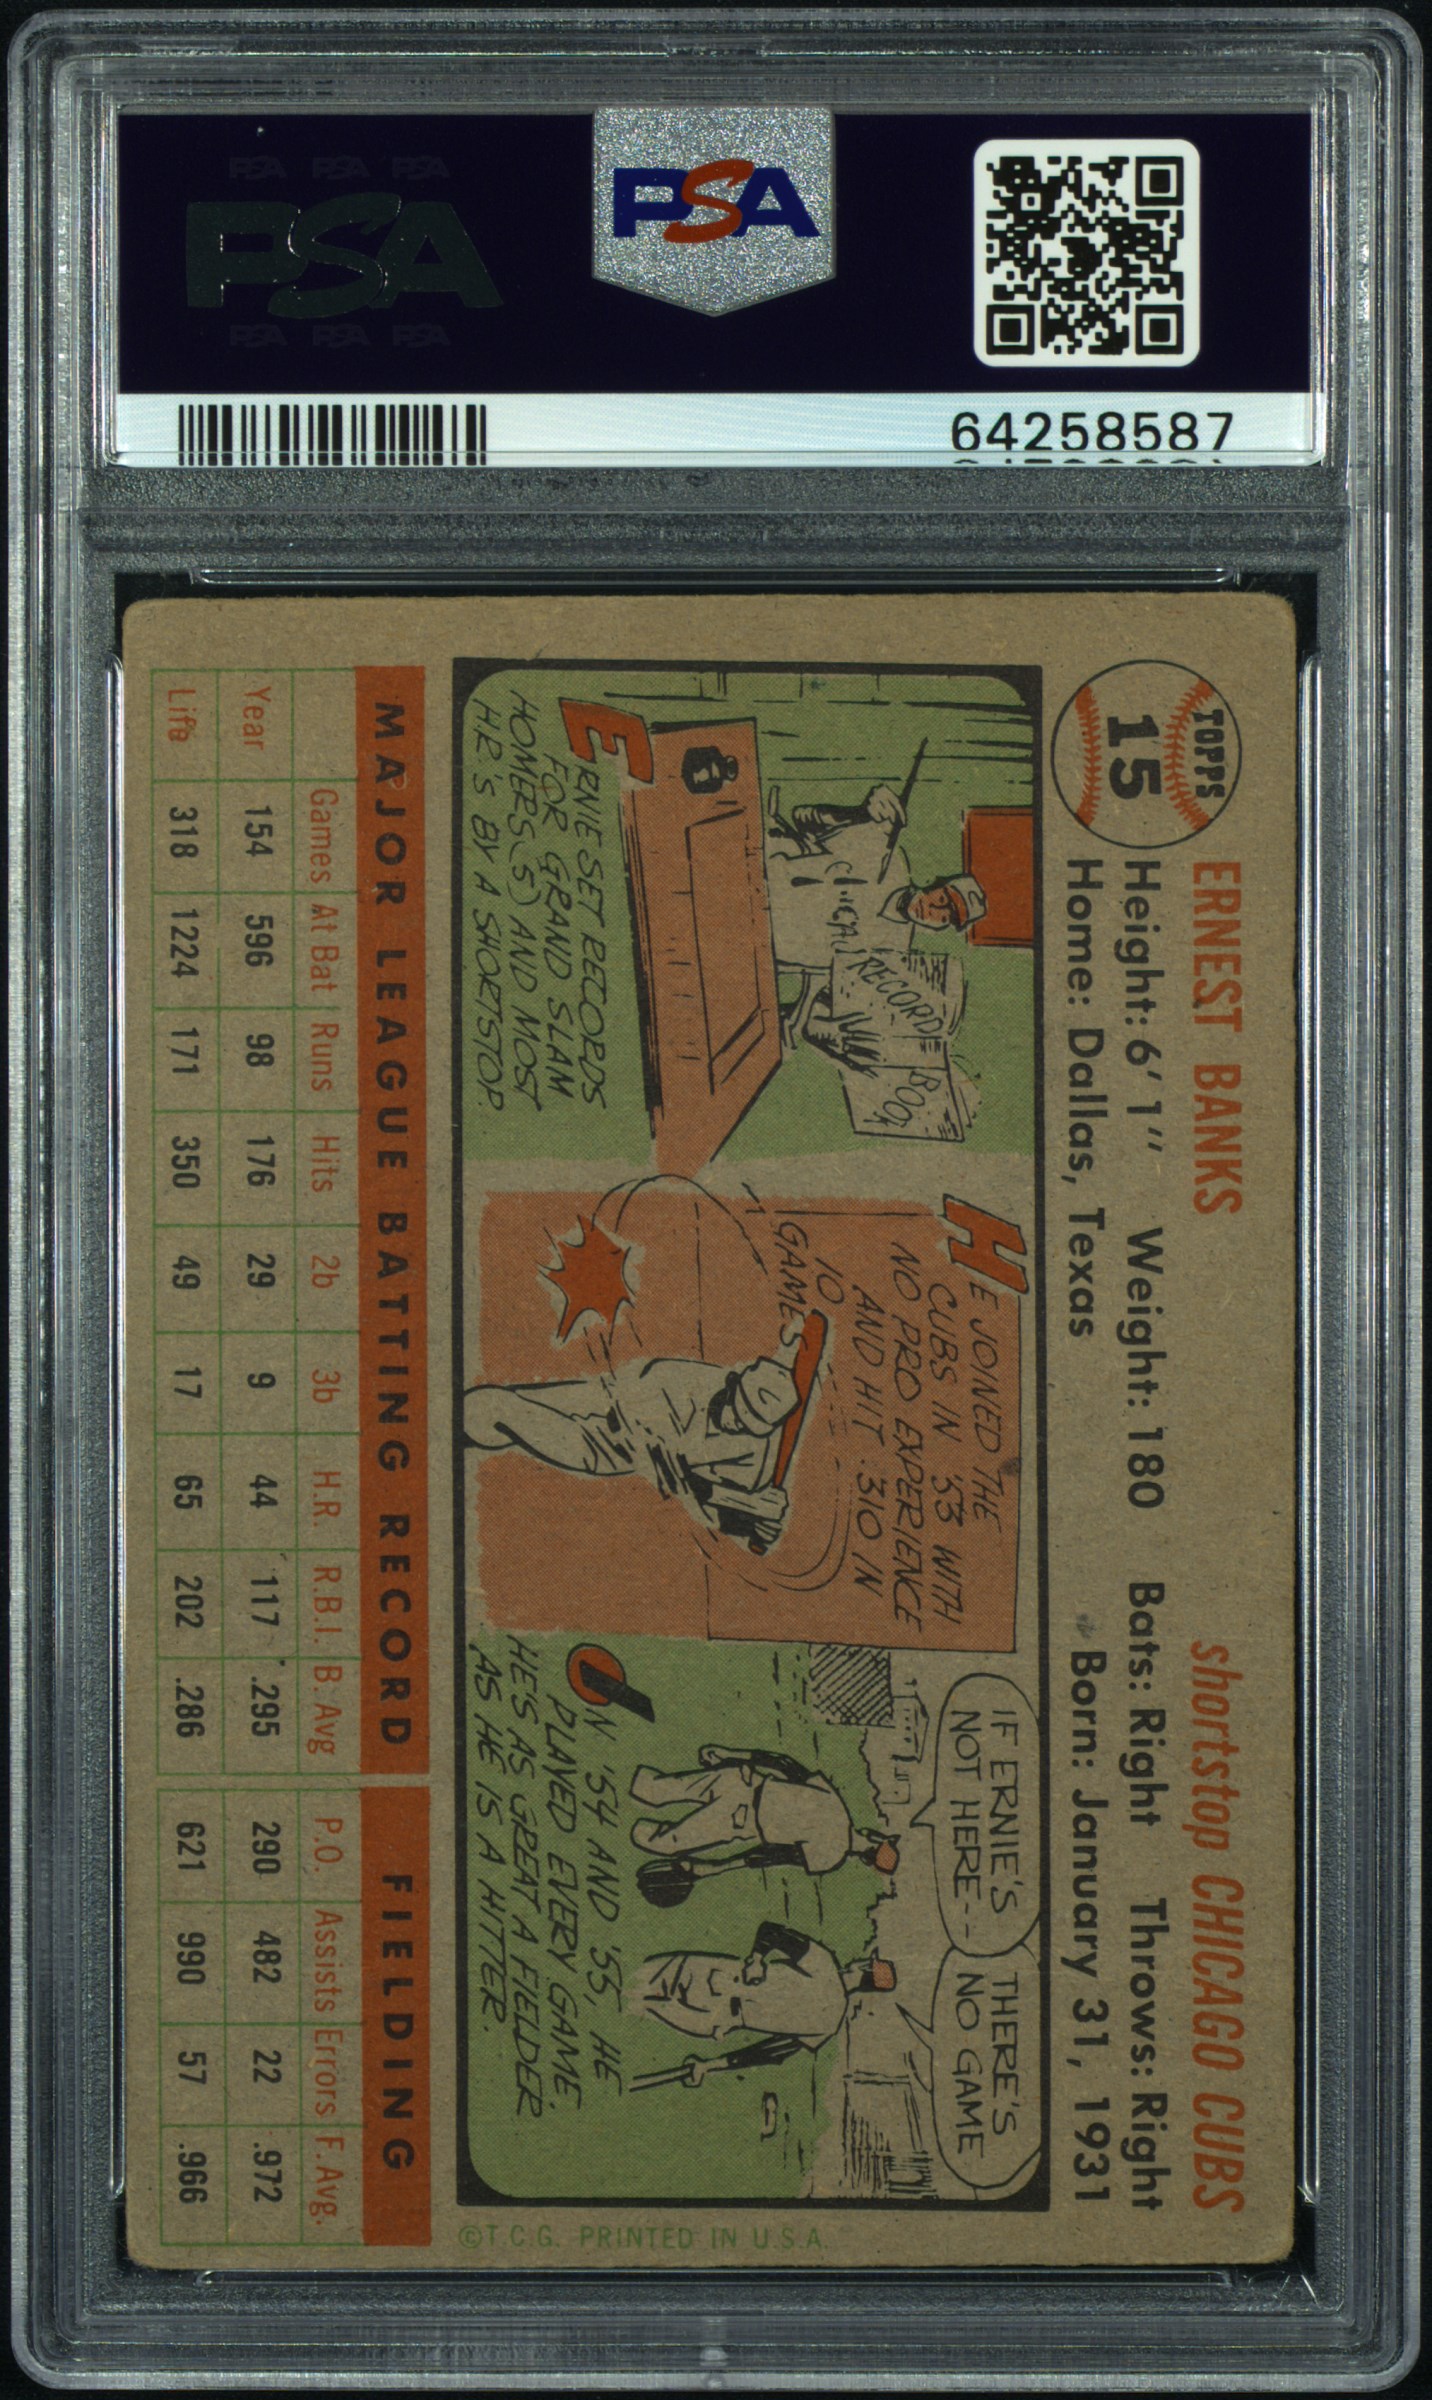 PSA PSA PSA
PSA
PSA PSA PSA
PSA
64258587
TOPPS
15
ERNEST BANKS
shortstop CHICAGO CUBS
Height: 6' 1" Weight: 180 Bats: Right Throws: Right
Home: Dallas, Texas Born: January 31, 1931
CHICA
RECORD BOOK
ERNIE SET RECORDS
FOR GRAND SLAM
HOMERS (5) AND MOST
H.R.'S BY A SHORTSTOP.
HE JOINED THE
CUBS IN '53 WITH
NO PRO EXPERIENCE
AND HIT .310 IN
10
GAMES
IF ERNIE'S
NOT HERE--
THERE'S
NO GAME
IN '54 AND '55, HE
PLAYED EVERY GAME.
HE'S AS GREAT A FIELDER
AS HE IS A HITTER.
MAJOR LEAGUE BATTING RECORD FIELDING
Games At Bat Runs Hits 2b 3b H.R. R.B.I. B. Avg P.O. Assists Errors F. Avg.
Year 154 596 98 176 29 9 44 117 .295 290 482 22 .972
Life 318 1224 171 350 49 17 65 202 .286 621 990 57 .966
©T.C.G. PRINTED IN U.S.A.